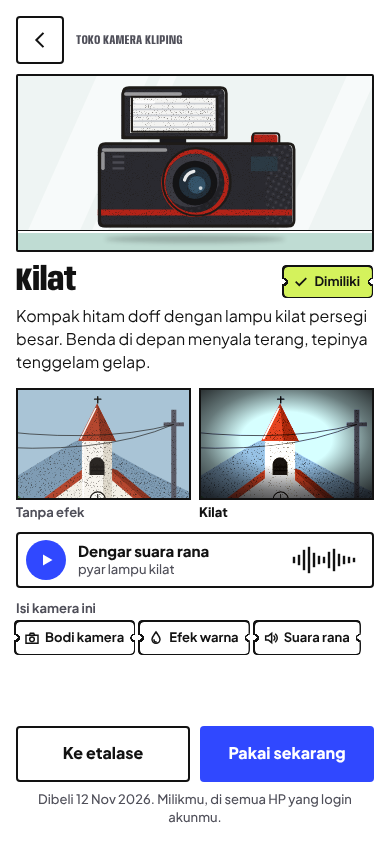 TOKO KAMERA KLIPING
Kilat
Dimiliki
Kompak hitam doff dengan lampu kilat persegi
besar. Benda di depan menyala terang, tepinya
tenggelam gelap.
Tanpa efek
Kilat
Dengar suara rana
pyar lampu kilat
Isi kamera ini
Bodi kamera
Efek warna
Suara rana
Ke etalase
Pakai sekarang
Dibeli 12 Nov 2026. Milikmu, di semua HP yang login
akunmu.